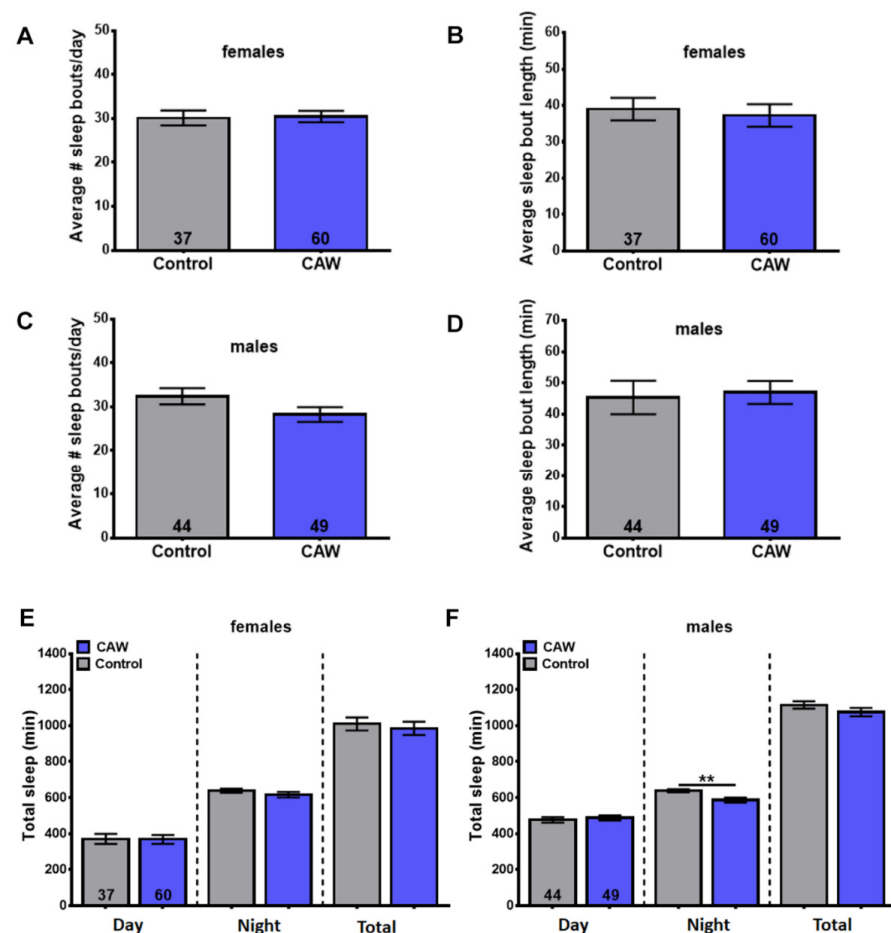 A
Average # sleep bouts/day
50
40
30
20
10
0
females
37
60
Control
CAW
B
Average sleep bout length (min)
60
50
40
30
20
10
0
females
37
60
Control
CAW
C
Average # sleep bouts/day
50
40
30
20
10
0
males
44
49
Control
CAW
D
Average sleep bout length (min)
70
60
50
40
30
20
10
0
males
44
49
Control
CAW
E
females
CAW
Control
Total sleep (min)
1400
1200
1000
800
600
400
200
0
37
60
Day
Night
Total
F
males
CAW
Control
Total sleep (min)
1400
1200
1000
800
600
400
200
0
**
44
49
Day
Night
Total